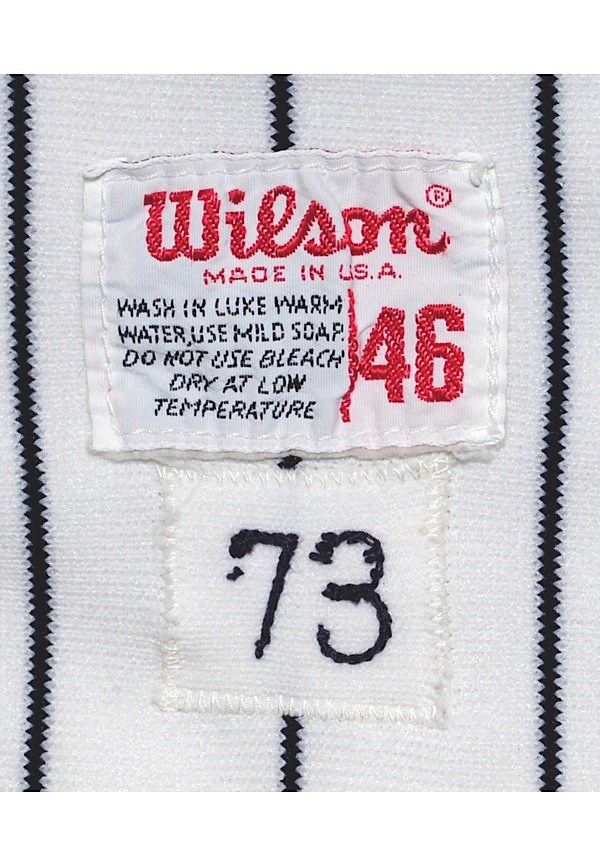 Wilson®
MADE IN U.S.A.
WASH IN LUKE WARM
WATER, USE MILD SOAP.
DO NOT USE BLEACH
DRY AT LOW
TEMPERATURE
46
73